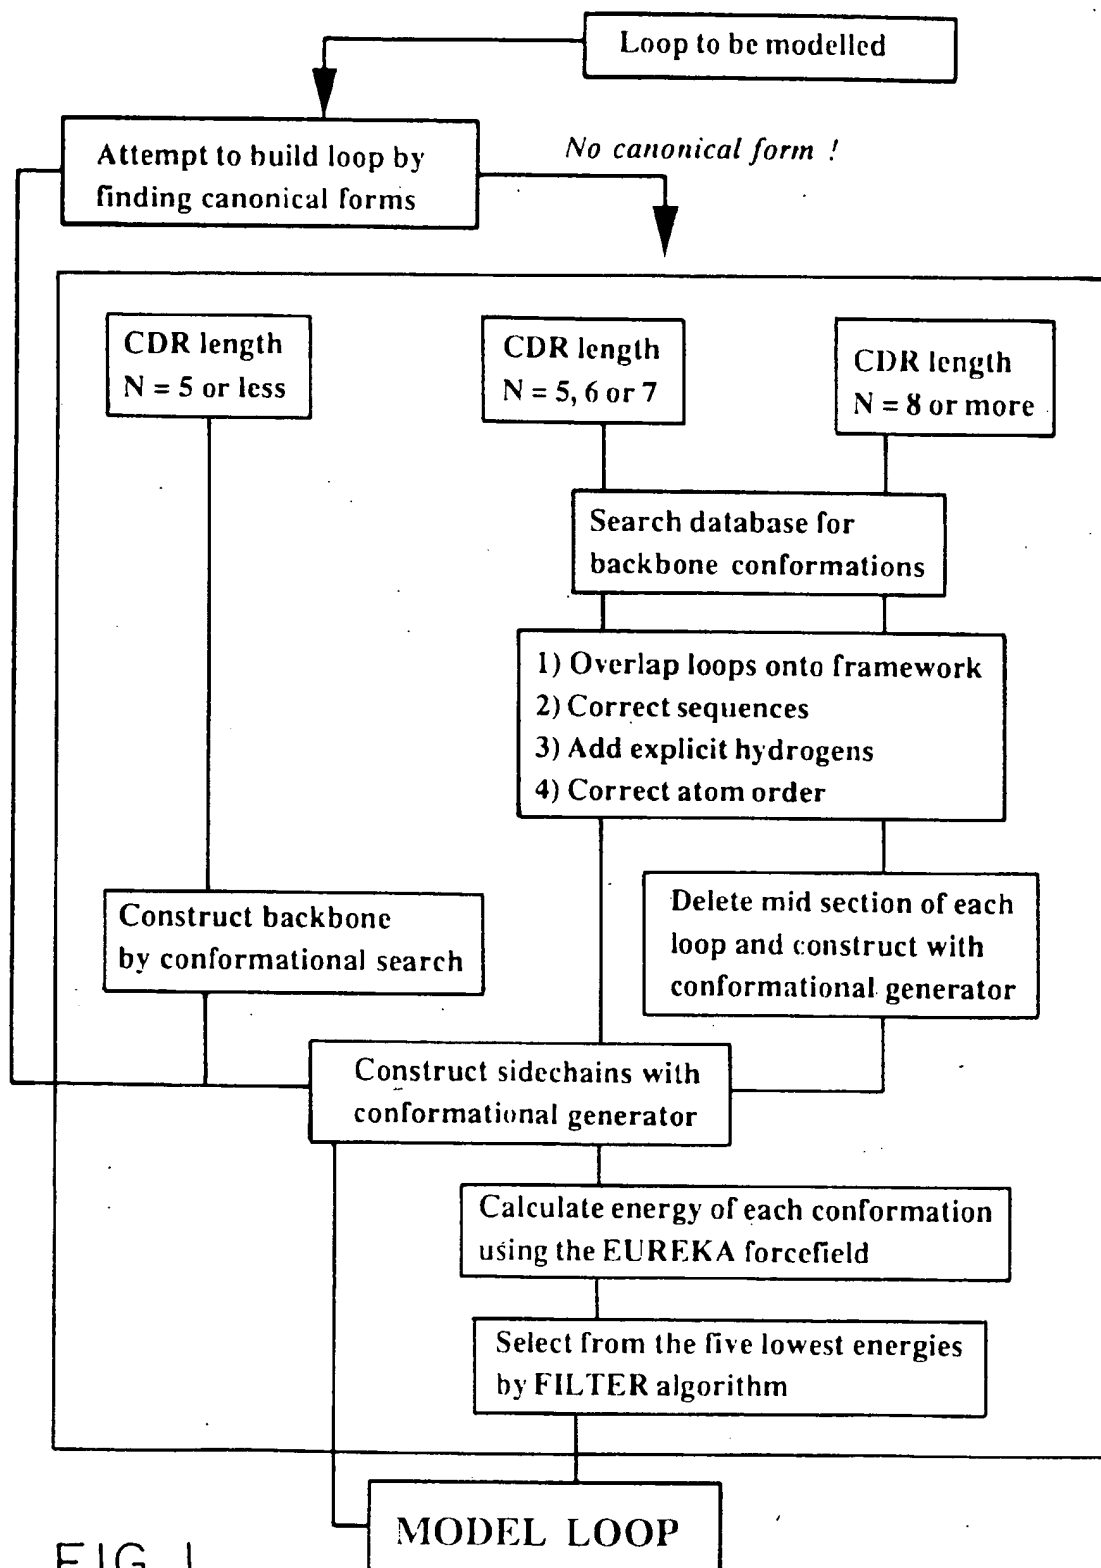 Loop to be modelled
Attempt to build loop by
finding canonical forms
No canonical form !
CDR length
N = 5 or less
CDR length
N = 5, 6 or 7
CDR length
N = 8 or more
Search database for
backbone conformations
1) Overlap loops onto framework
2) Correct sequences
3) Add explicit hydrogens
4) Correct atom order
Construct backbone
by conformational search
Delete mid section of each
loop and construct with
conformational generator
Construct sidechains with
conformational generator
Calculate energy of each conformation
using the EUREKA forcefield
Select from the five lowest energies
by FILTER algorithm
MODEL LOOP
FIG. 1